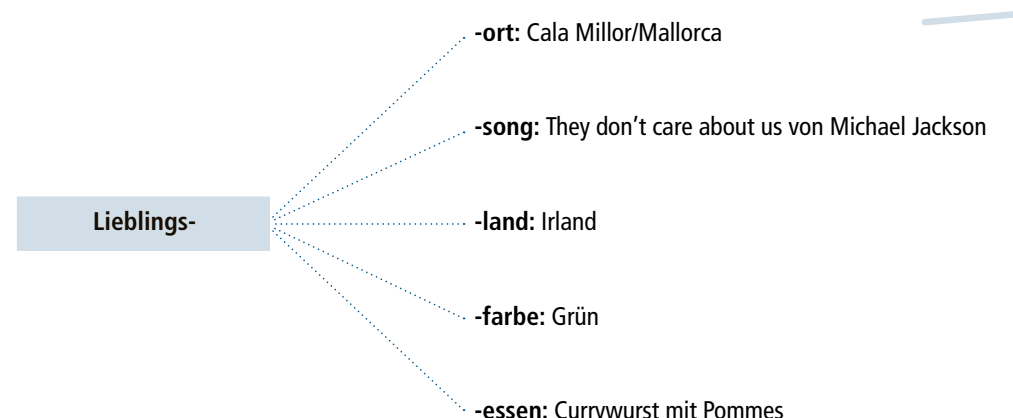 -ort: Cala Millor/Mallorca
-song: They don't care about us von Michael Jackson
Lieblings-
-land: Irland
-farbe: Grün
-essen: Currywurst mit Pommes